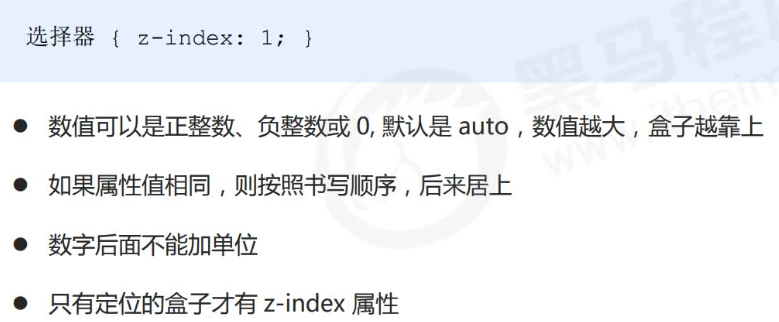 选择器 { z-index: 1; }
● 数值可以是正整数、负整数或 0, 默认是 auto，数值越大，盒子越靠上
● 如果属性值相同，则按照书写顺序，后来居上
● 数字后面不能加单位
● 只有定位的盒子才有 z-index 属性
黑马程
www.itheim